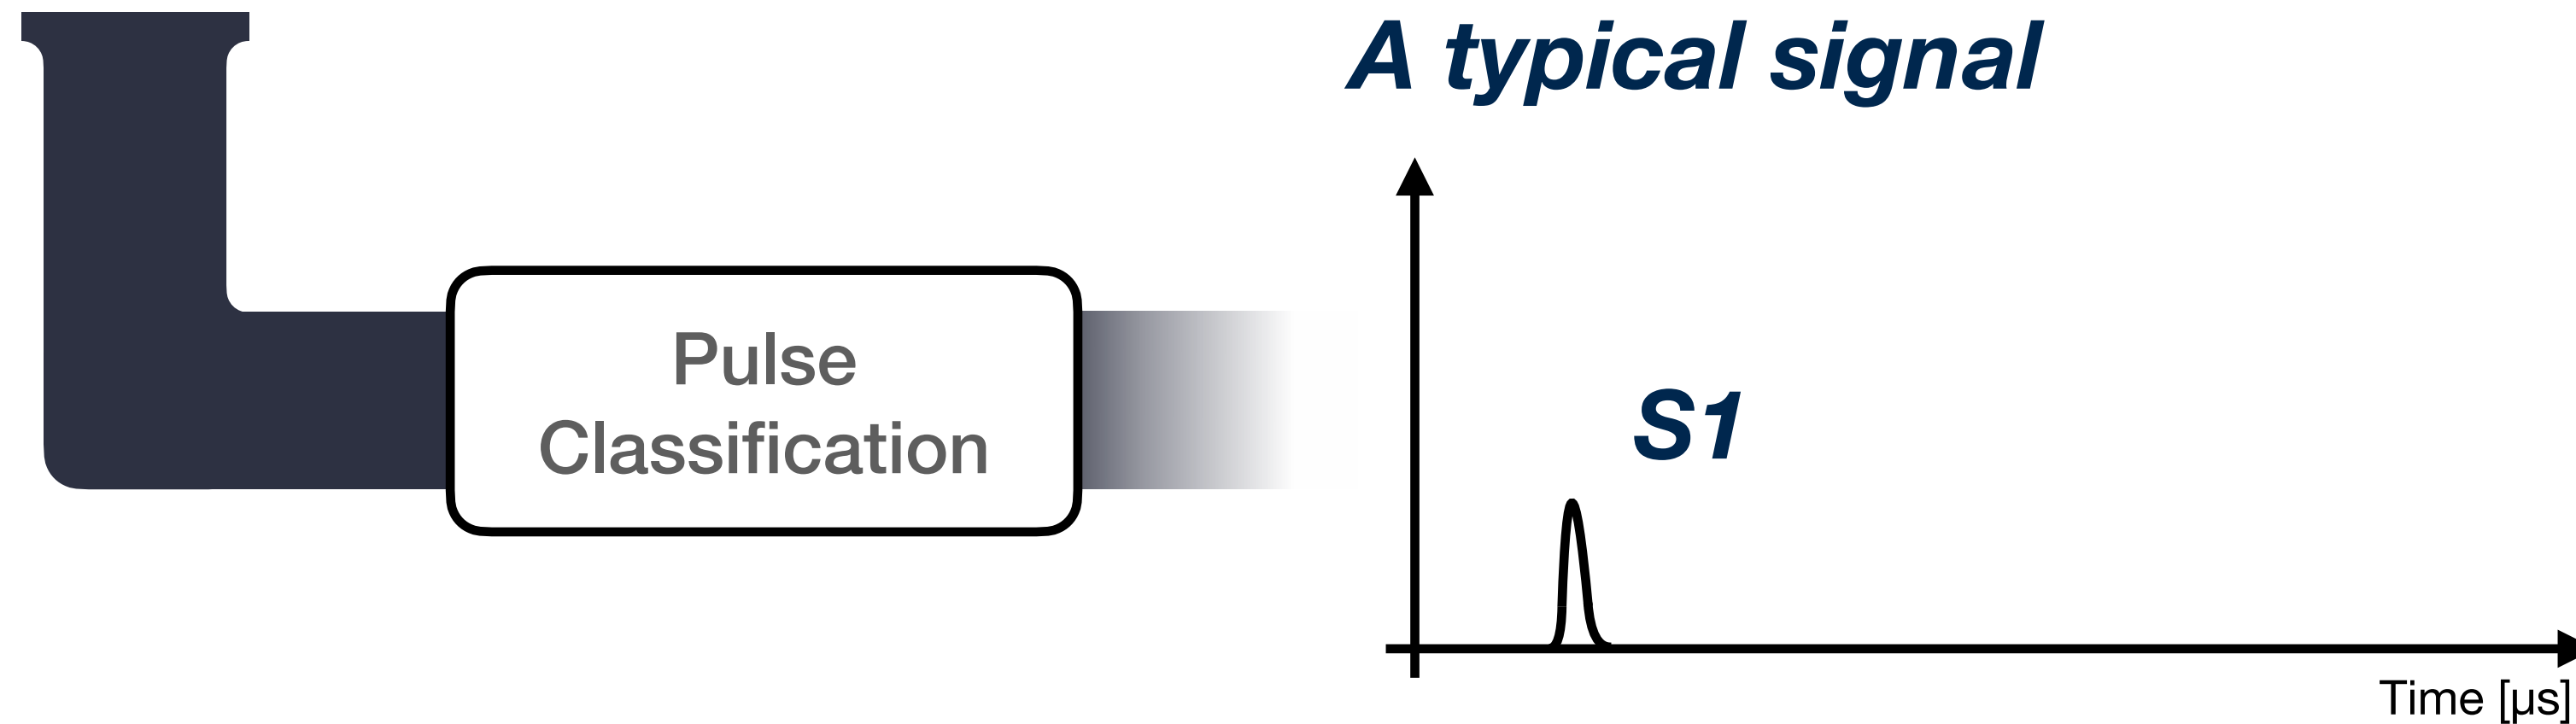 A typical signal
Pulse
Classification
S1
Time [µs]